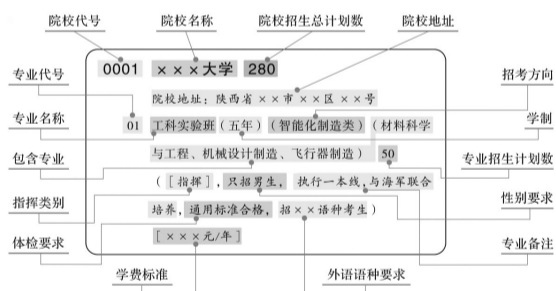 院校代号 院校名称 院校招生总计划数 院校地址
0001 ×××大学 280
专业代号 招考方向
院校地址：陕西省××市××区××号
专业名称 01 工科实验班（五年）（智能化制造类）（材料科学 学制
包含专业 与工程、机械设计制造、飞行器制造） 50 专业招生计划数
（［指挥］，只招男生，执行一本线，与海军联合
指挥类别 性别要求
培养，通用标准合格，招××语种考生）
体检要求 ［×××元/年］ 专业备注
学费标准 外语语种要求